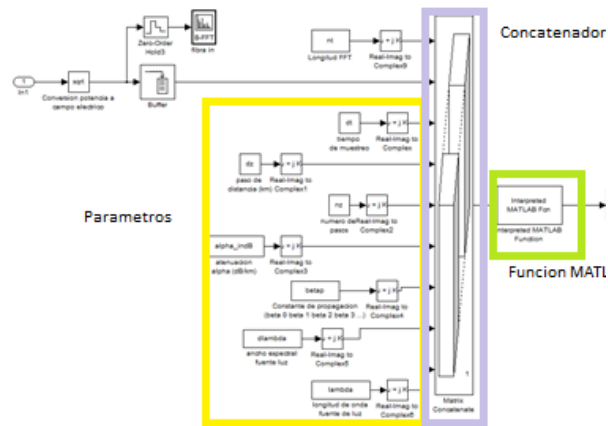 B-FFT
Zero-Order
Hold3
fibra in
nt
Longitud FFT
Real-Imag to
Complex9
Concatenador
1
In1
sqrt
Conversion potencia a
campo electrico
Buffer
dt
tiempo
de muestreo
Real-Imag to
Complex
dz
paso de
distancia (km)
Real-Imag to
Complex1
Parametros
nz
numero de
pasos
Real-Imag to
Complex2
Interpreted
MATLAB Fcn
Interpreted MATLAB
Function
alpha_indB
atenuacion
alpha (dB/km)
Real-Imag to
Complex3
Funcion MATL
betap
Constante de propagacion
(beta 0 beta 1 beta 2 beta 3 ...)
Real-Imag to
Complex4
dlambda
ancho espectral
fuente luz
Real-Imag to
Complex5
lambda
longitud de onda
fuente de luz
Real-Imag to
Complex6
1
Matrix
Concatenate